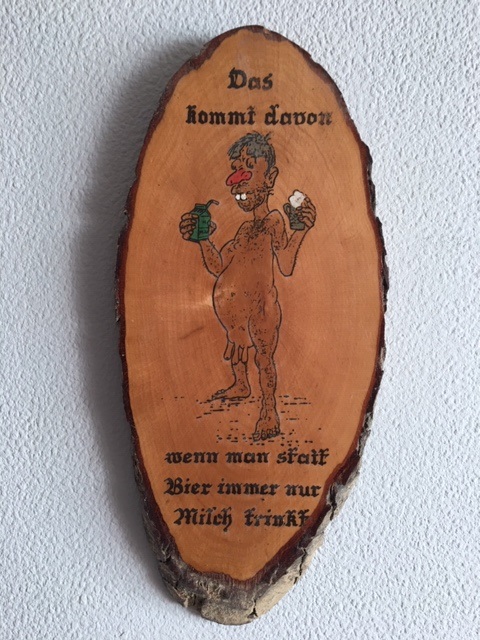 Das
kommt davon
wenn man statt
Bier immer nur
Milch trinkt